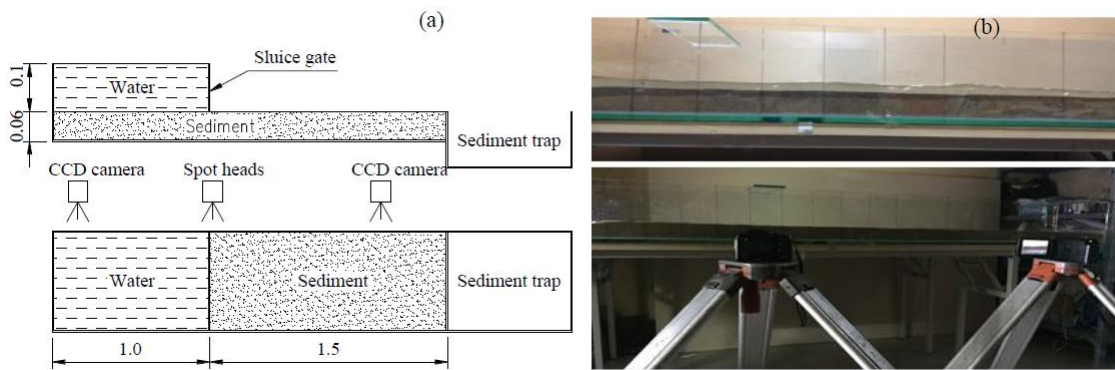 (a)
Sluice gate
0.1
Water
0.06
Sediment
Sediment trap
CCD camera
Spot heads
CCD camera
Water
Sediment
Sediment trap
1.0
1.5
(b)